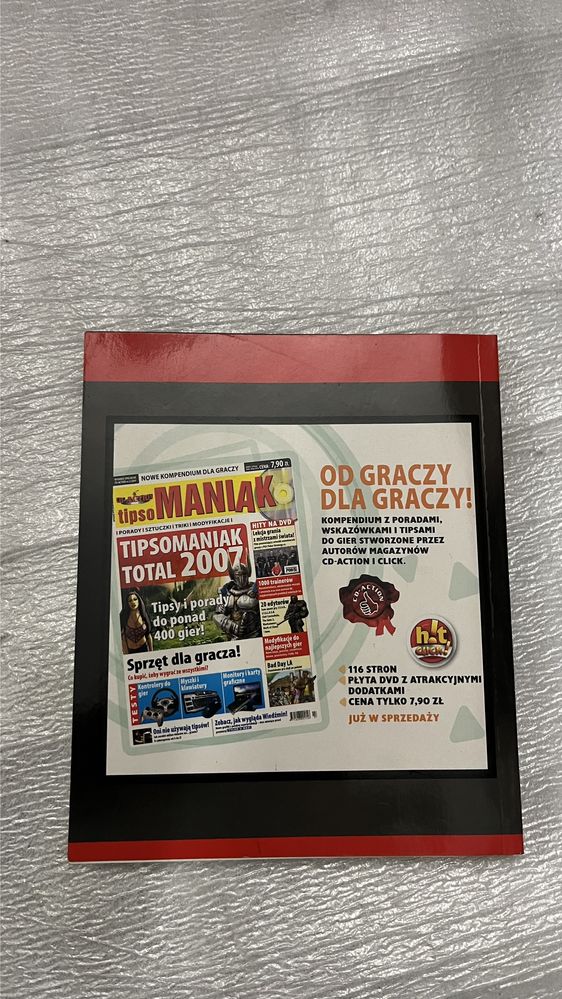 NOWE KOMPENDIUM DLA GRACZY
CENA 7,90 zł
tipsoMANIAK
I PORADY I SZTUCZKI I TRIKI I MODYFIKACJE I
TIPSOMANIAK
TOTAL 2007
Tipsy i porady
do ponad
400 gier!
HITY NA DVD
Lekcja grania
z mistrzami świata!
1000 trainerów
20 edytorów
Modyfikacje do
najlepszych gier
Bad Day LA
Sprzęt dla gracza!
Co kupić, żeby wygrać ze wszystkimi?
TESTY
Kontrolery do
gier
Myszki i
klawiatury
Monitory i karty
graficzne
Oni nie używają tipsów!
Zobacz, jak wygląda Wiedźmin!
OD GRACZY
DLA GRACZY!
KOMPENDIUM Z PORADAMI,
WSKAZÓWKAMI I TIPSAMI
DO GIER STWORZONE PRZEZ
AUTORÓW MAGAZYNÓW
CD-ACTION I CLICK.
CD-ACTION
h!t
CLICK!
116 STRON
PŁYTA DVD Z ATRAKCYJNYMI
DODATKAMI
CENA TYLKO 7,90 ZŁ
JUŻ W SPRZEDAŻY